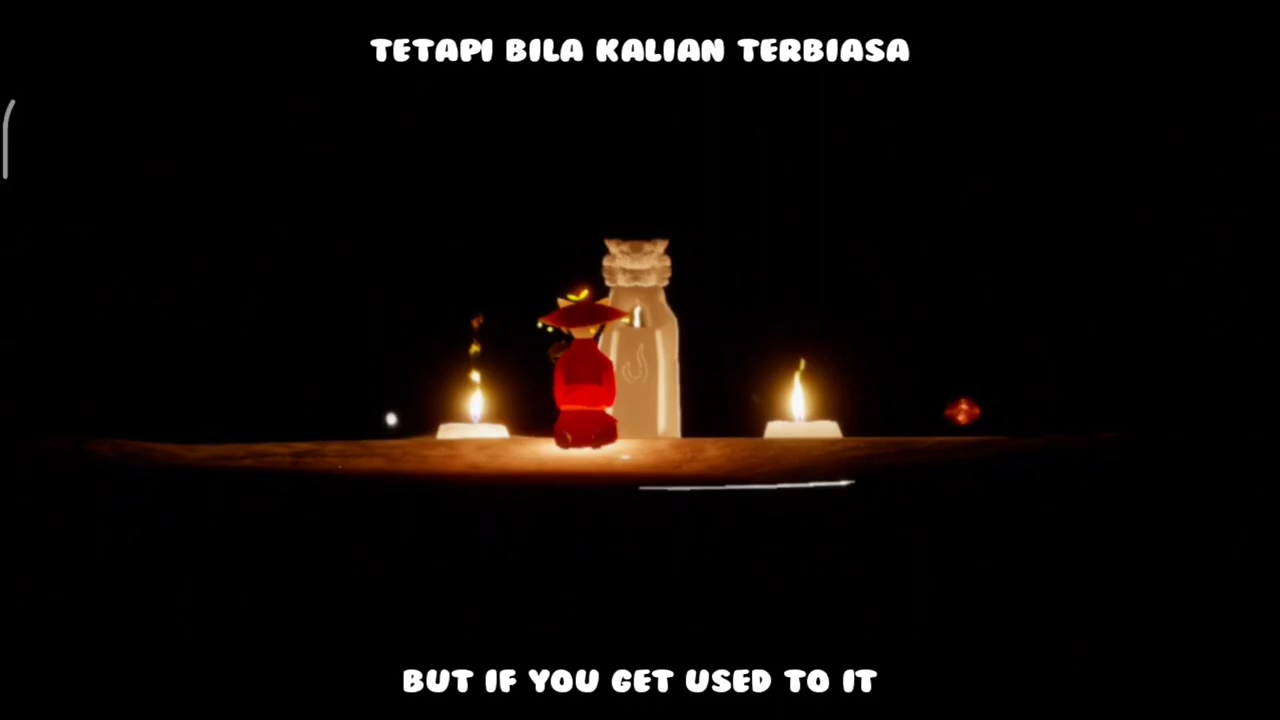 TETAPI BILA KALIAN TERBIASA
BUT IF YOU GET USED TO IT